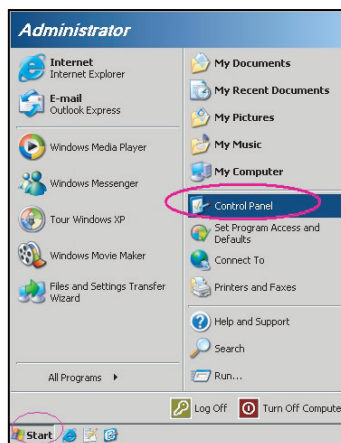 Administrator
Internet
Internet Explorer
E-mail
Outlook Express
Windows Media Player
Windows Messenger
Tour Windows XP
Windows Movie Maker
Files and Settings Transfer
Wizard
All Programs
My Documents
My Recent Documents
My Pictures
My Music
My Computer
Control Panel
Set Program Access and
Defaults
Connect To
Printers and Faxes
Help and Support
Search
Run...
Log Off
Turn Off Compute
Start